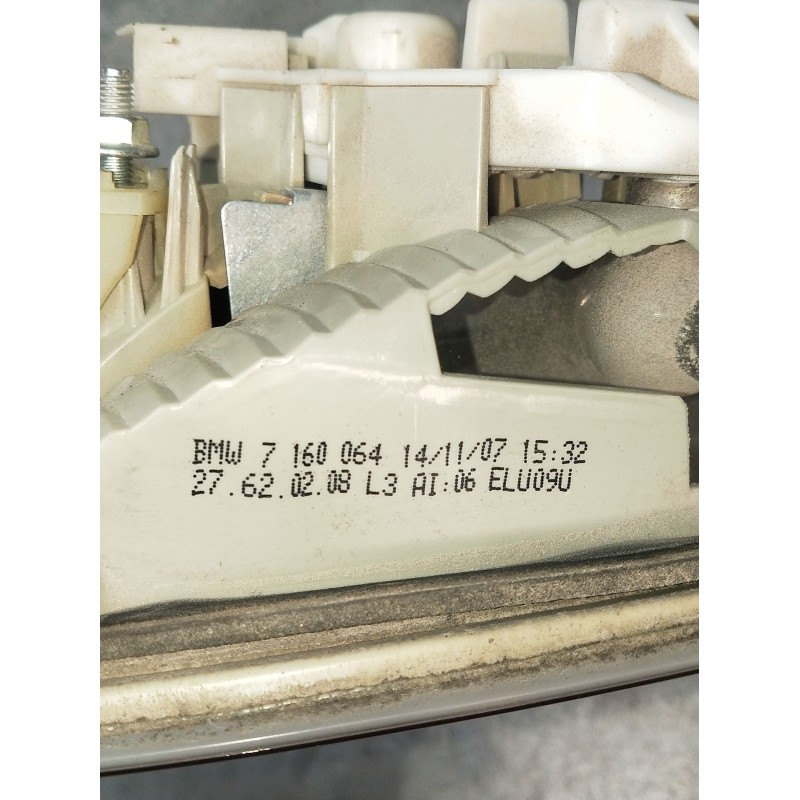 BMW 7 160 064 14/11/07 15:32
27.62.02.08 L3 AI:06 ELU09U